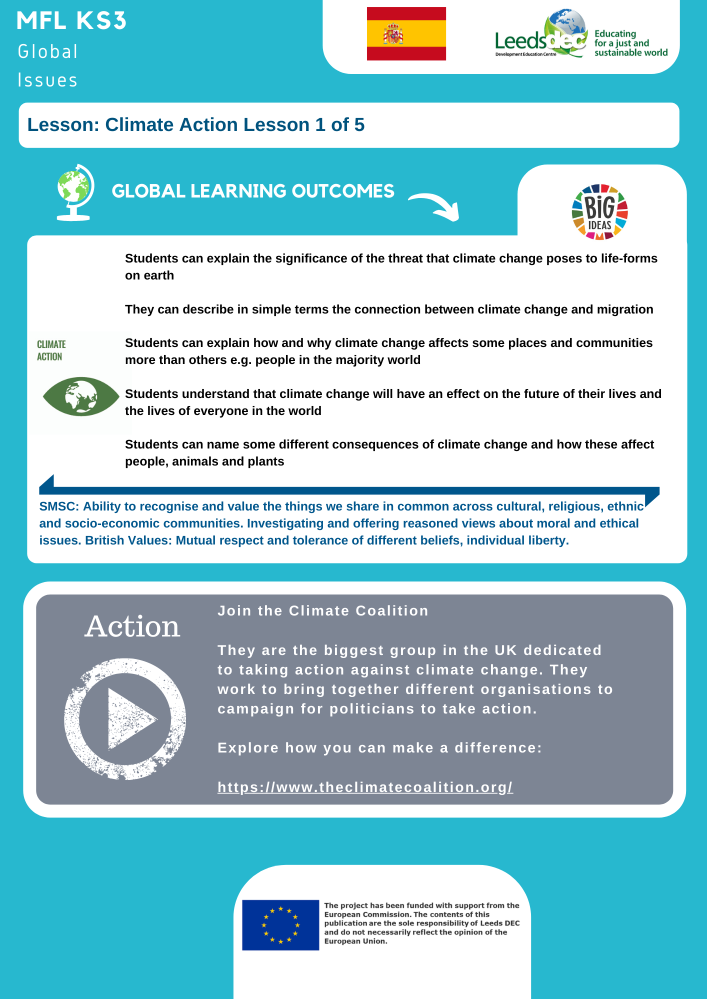 MFL KS3
Global
Issues
Leedsdec
Development Education Centre
Educating
for a just and
sustainable world
Lesson: Climate Action Lesson 1 of 5
GLOBAL LEARNING OUTCOMES
BiG
IDEAS
Students can explain the significance of the threat that climate change poses to life-forms
on earth
They can describe in simple terms the connection between climate change and migration
CLIMATE
ACTION
Students can explain how and why climate change affects some places and communities
more than others e.g. people in the majority world
Students understand that climate change will have an effect on the future of their lives and
the lives of everyone in the world
Students can name some different consequences of climate change and how these affect
people, animals and plants
SMSC: Ability to recognise and value the things we share in common across cultural, religious, ethnic
and socio-economic communities. Investigating and offering reasoned views about moral and ethical
issues. British Values: Mutual respect and tolerance of different beliefs, individual liberty.
Action
Join the Climate Coalition
They are the biggest group in the UK dedicated
to taking action against climate change. They
work to bring together different organisations to
campaign for politicians to take action.
Explore how you can make a difference:
https://www.theclimatecoalition.org/
The project has been funded with support from the
European Commission. The contents of this
publication are the sole responsibility of Leeds DEC
and do not necessarily reflect the opinion of the
European Union.